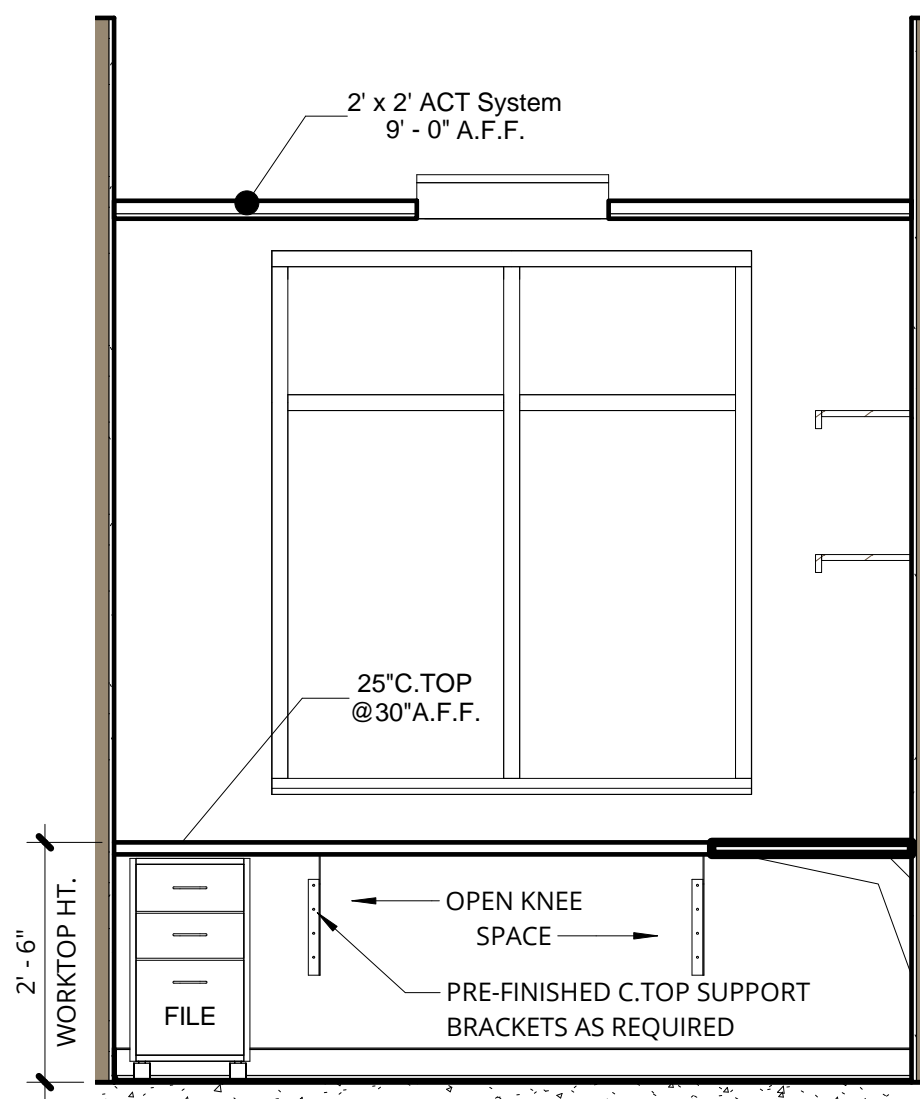 2' x 2' ACT System
9' - 0" A.F.F.
25"C.TOP
@30"A.F.F.
2' - 6"
WORKTOP HT.
OPEN KNEE
SPACE
PRE-FINISHED C.TOP SUPPORT
BRACKETS AS REQUIRED
FILE